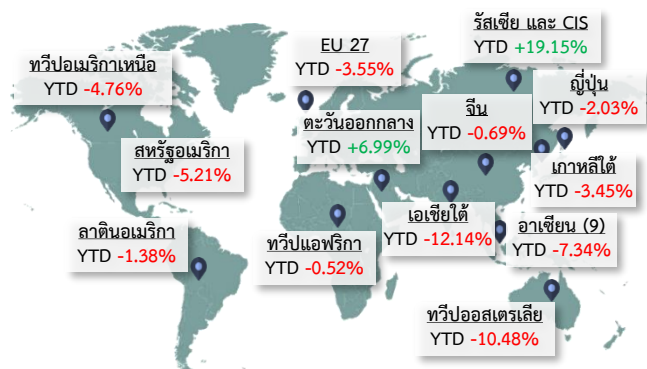 รัสเซีย และ CIS
YTD +19.15%
EU 27
YTD -3.55%
ทวีปอเมริกาเหนือ
YTD -4.76%
ญี่ปุ่น
YTD -2.03%
จีน
YTD -0.69%
ตะวันออกกลาง
YTD +6.99%
สหรัฐอเมริกา
YTD -5.21%
เกาหลีใต้
YTD -3.45%
ลาตินอเมริกา
YTD -1.38%
ทวีปแอฟริกา
YTD -0.52%
เอเชียใต้
YTD -12.14%
อาเซียน (9)
YTD -7.34%
ทวีปออสเตรเลีย
YTD -10.48%